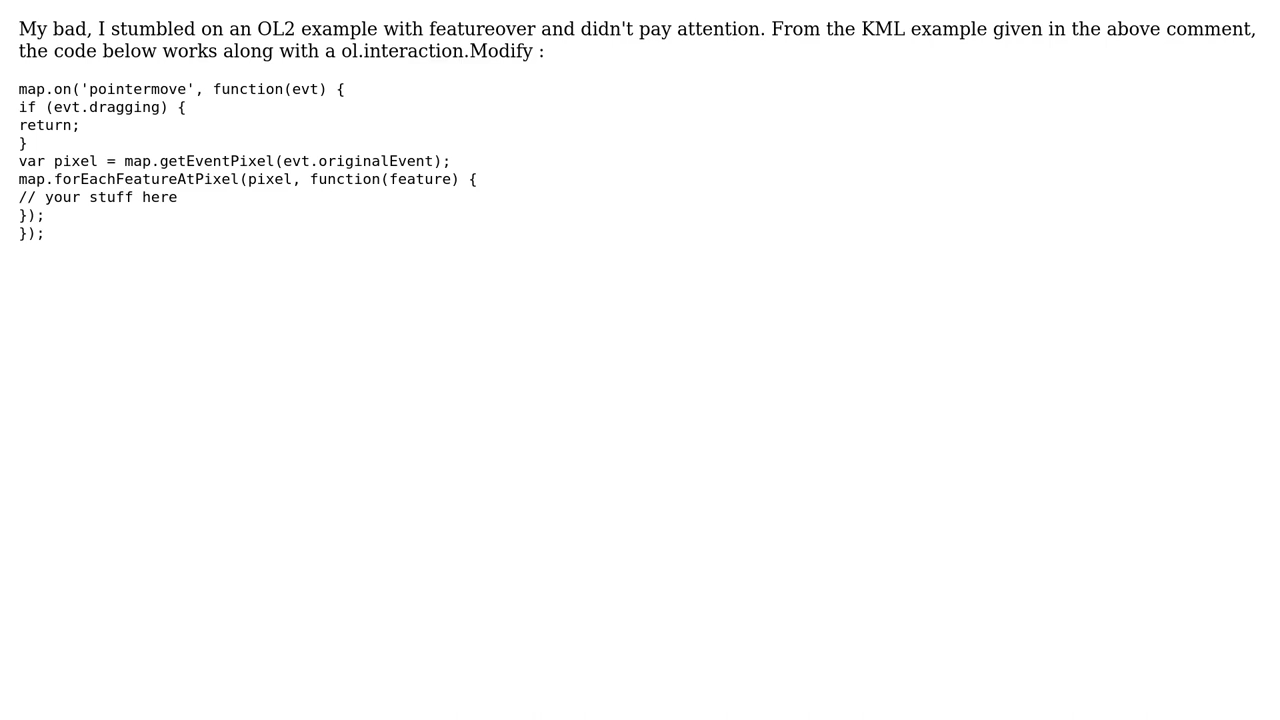 My bad, I stumbled on an OL2 example with featureover and didn't pay attention. From the KML example given in the above comment,
the code below works along with a ol.interaction.Modify :
map.on('pointermove', function(evt) {
if (evt.dragging) {
return;
}
var pixel = map.getEventPixel(evt.originalEvent);
map.forEachFeatureAtPixel(pixel, function(feature) {
// your stuff here
});
});